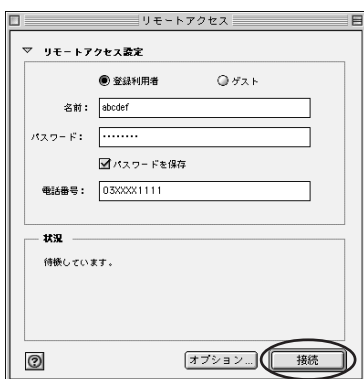 リモートアクセス
リモートアクセス設定
登録利用者 ゲスト
名前： abcdef
パスワード： ••••••••
パスワードを保存
電話番号： 03XXXX1111
状況
待機しています。
? オプション... 接続